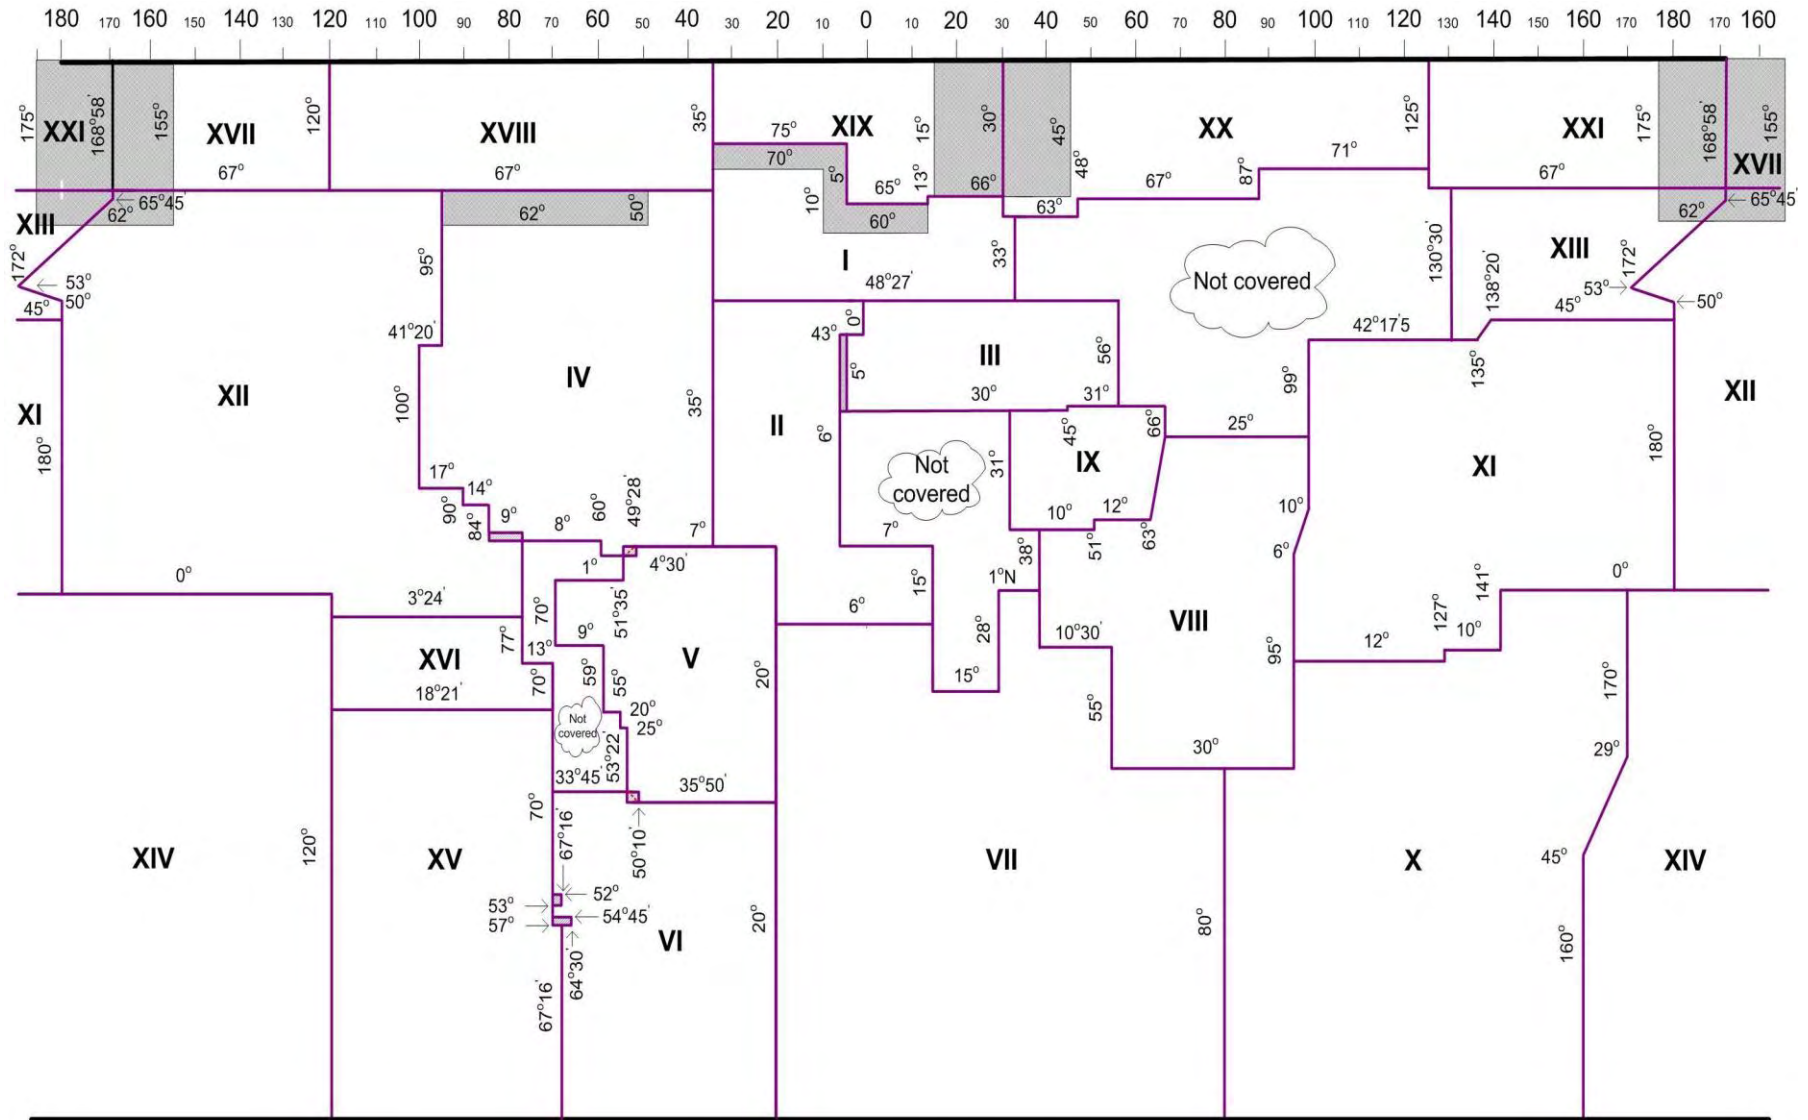 180 170 160 150 140 130 120 110 100 90 80 70 60 50 40 30 20 10 0 10 20 30 40 50 60 70 80 90 100 110 120 130 140 150 160 170 180 170 160
175° XXI 168°58' 155° XVII 120° XVIII 35° 75° XIX 15° 30° 45° XX 125° XXI 175° 168°58' 155° XVII
70° 5° 48° 87° 71°
67° 67° 10° 65° 13° 66° 67° 67°
65°45' 62° 62° 50° 60° 63° 62° 65°45'
XIII 95° I 33° 130°30' XIII
172° 53° 48°27' Not covered 138°20' 172° 53°
45° 50° 45° 50°
41°20' 43° 0° 42°17'5
XII 100° IV 35° 5° III 56° 99° 135°
XI 30° 31° XII
180° II 6° 45° 66° 25° 180°
Not
covered
31° IX XI
17° 14° 90° 84° 9° 8° 60° 49°28' 7° 7° 10° 12° 10°
38° 51° 63° 6°
0° 1° 4°30' 15° 1°N 141° 0°
3°24' 70° 51°35' 6° 28° VIII 127°
77° 13° 9° 10°30' 95° 12° 10°
XVI 70° 59° 55° V 20° 170°
18°21' 15° 55°
Not
covered
20°
25°
53°22' 30° 29°
33°45' 35°50'
70° 67°16' 50°10'
XIV 120° XV VII X 45° XIV
53° 52°
57° 54°45'
VI 20° 80° 160°
67°16' 64°30'